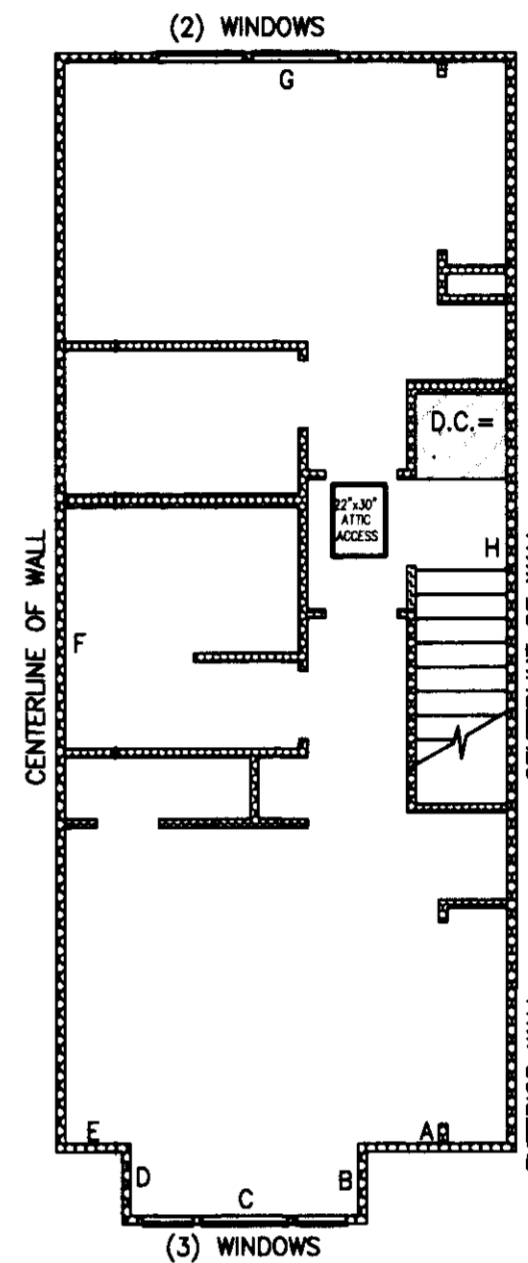 (2) WINDOWS
G
D.C.=
22"x30"
ATTIC
ACCESS
H
CENTERLINE OF WALL
F
E
A
D
B
C
(3) WINDOWS